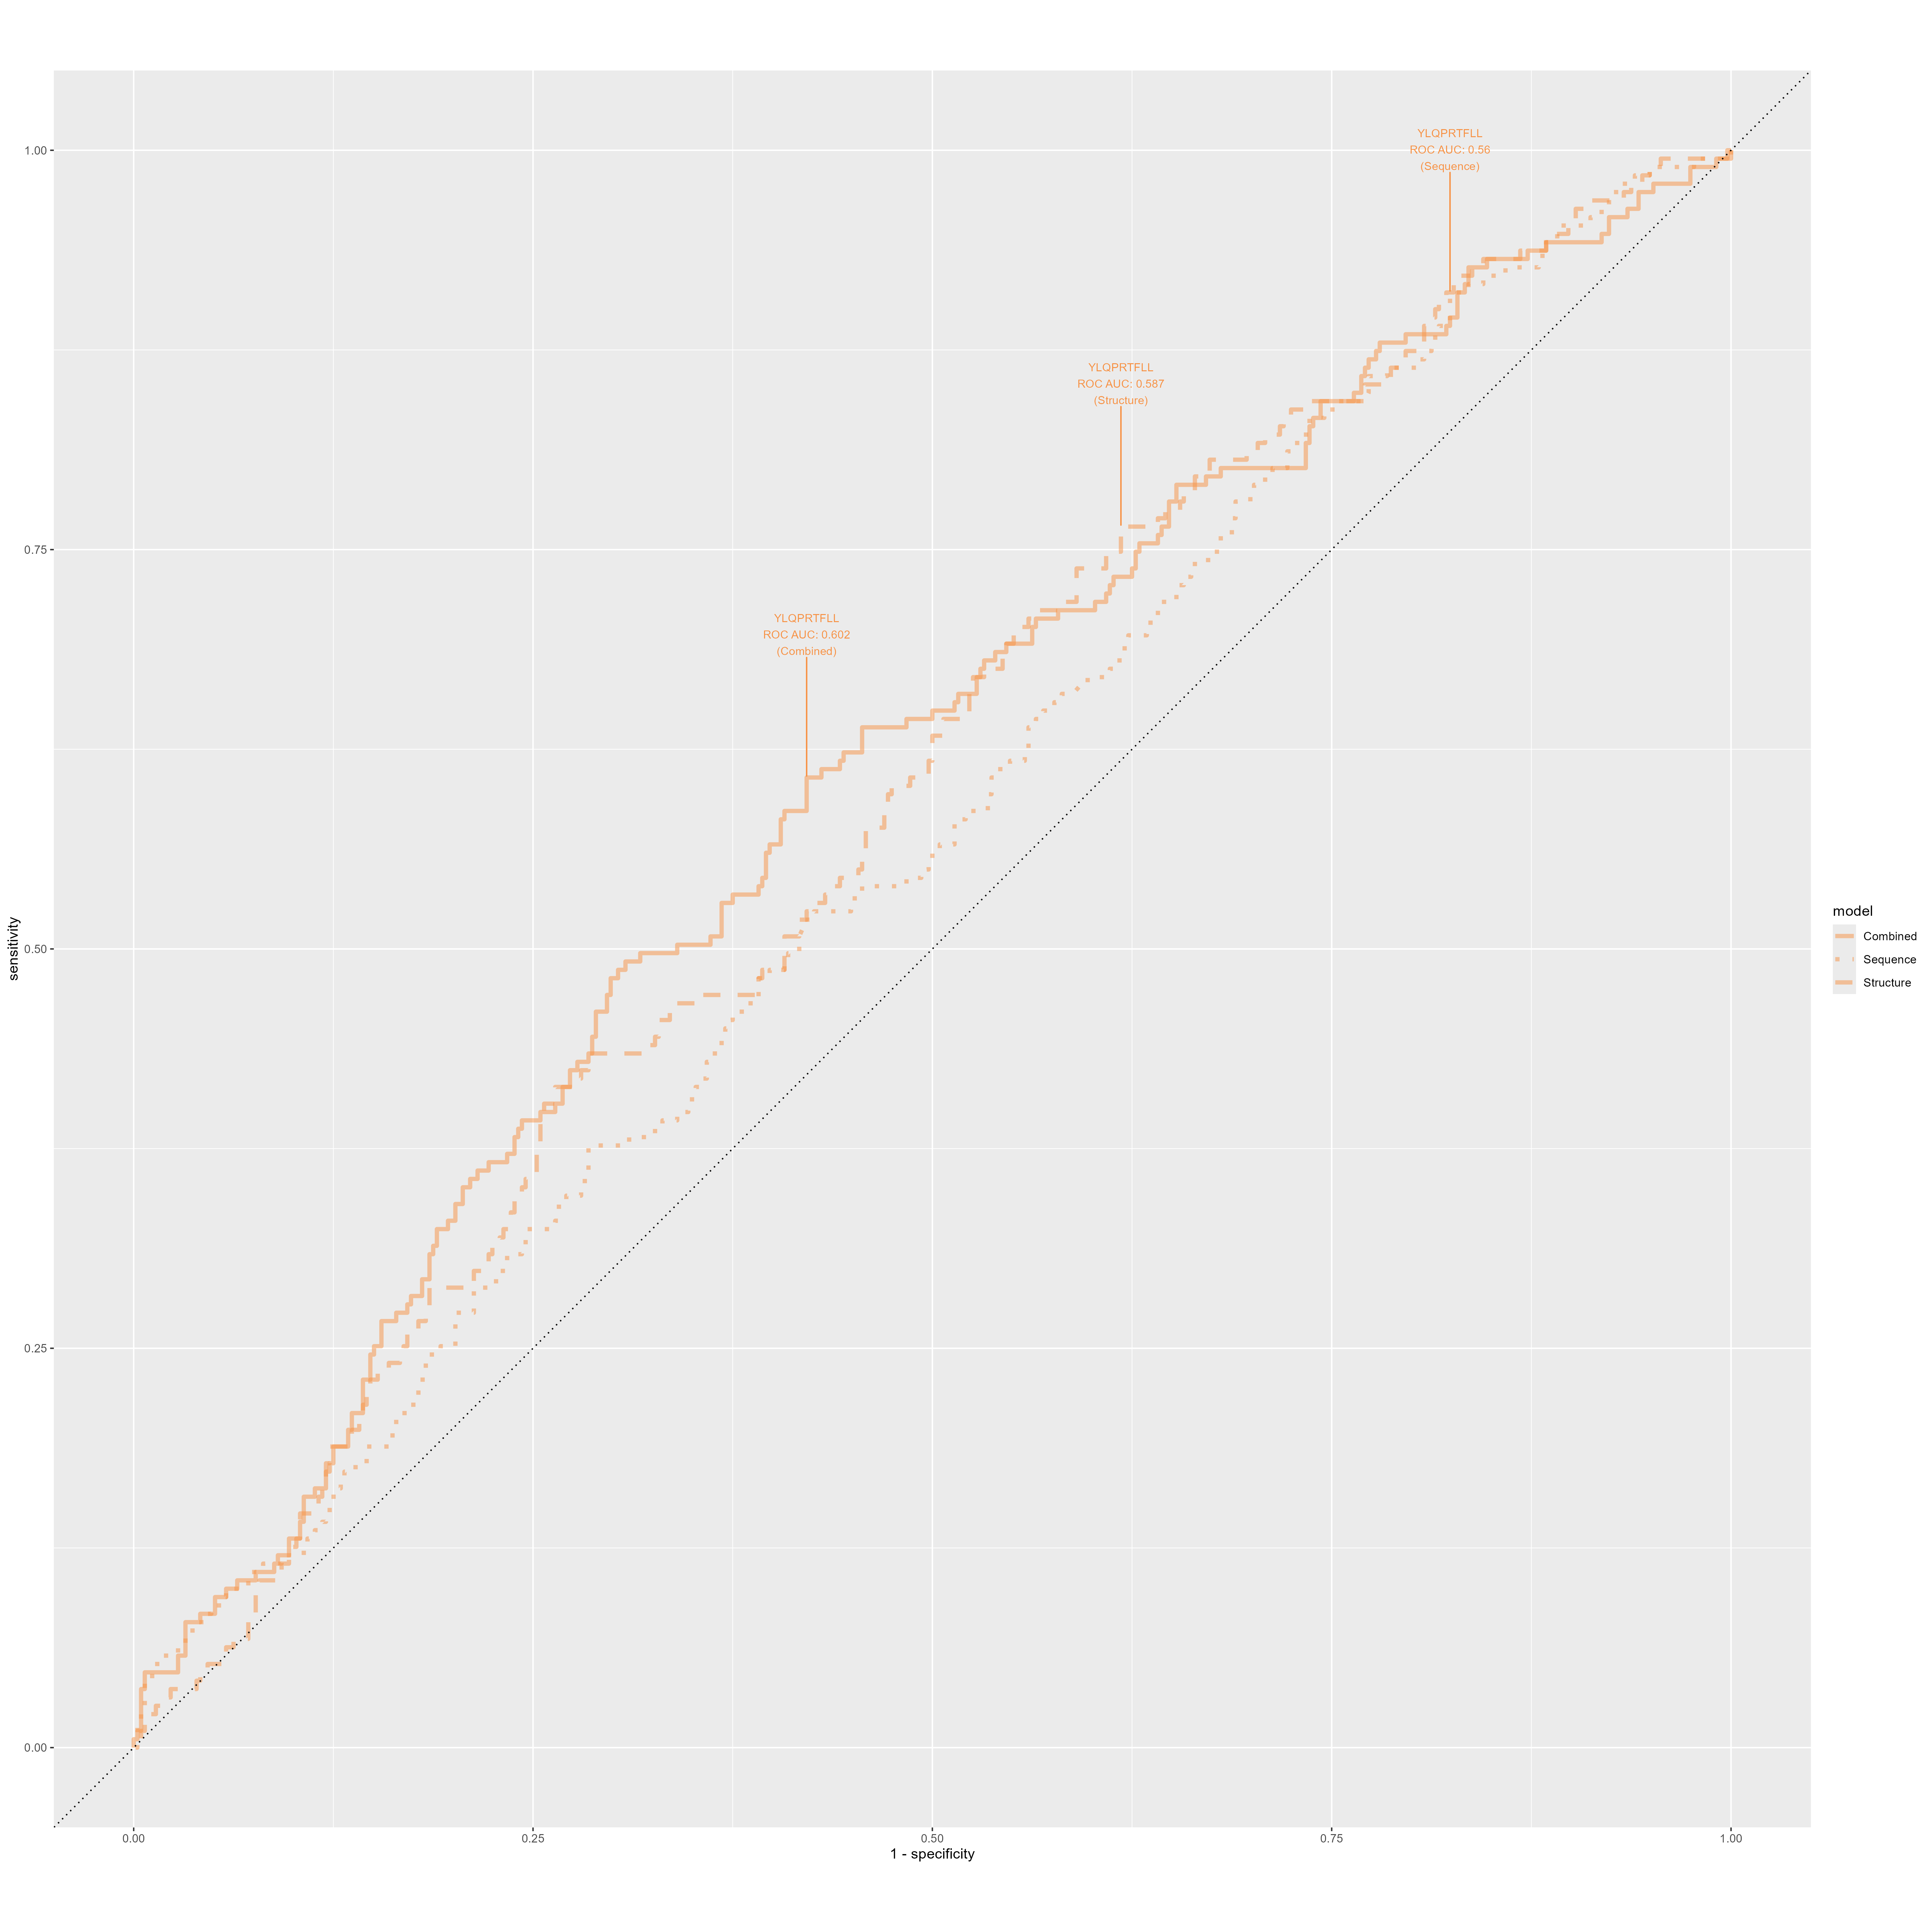 YLQPRTFLL
ROC AUC: 0.56
(Sequence)
YLQPRTFLL
ROC AUC: 0.587
(Structure)
YLQPRTFLL
ROC AUC: 0.602
(Combined)
1.00
0.75
0.50
0.25
0.00
sensitivity
0.00
0.25
0.50
0.75
1.00
1 - specificity
model
Combined
Sequence
Structure